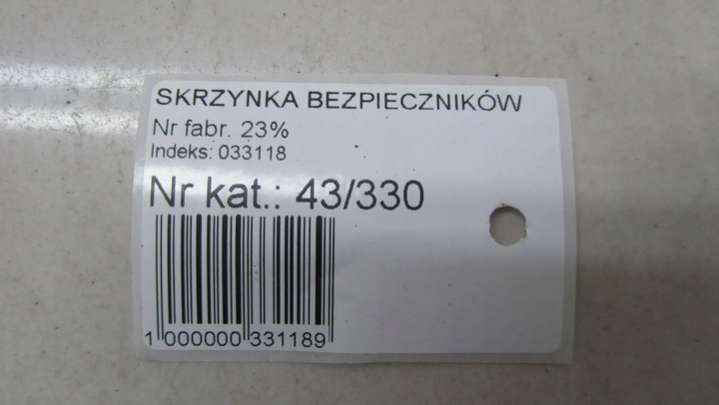 SKRZYNKA BEZPIECZNIKÓW
Nr fabr. 23%
Indeks: 033118
Nr kat.: 43/330
1 000000 331189